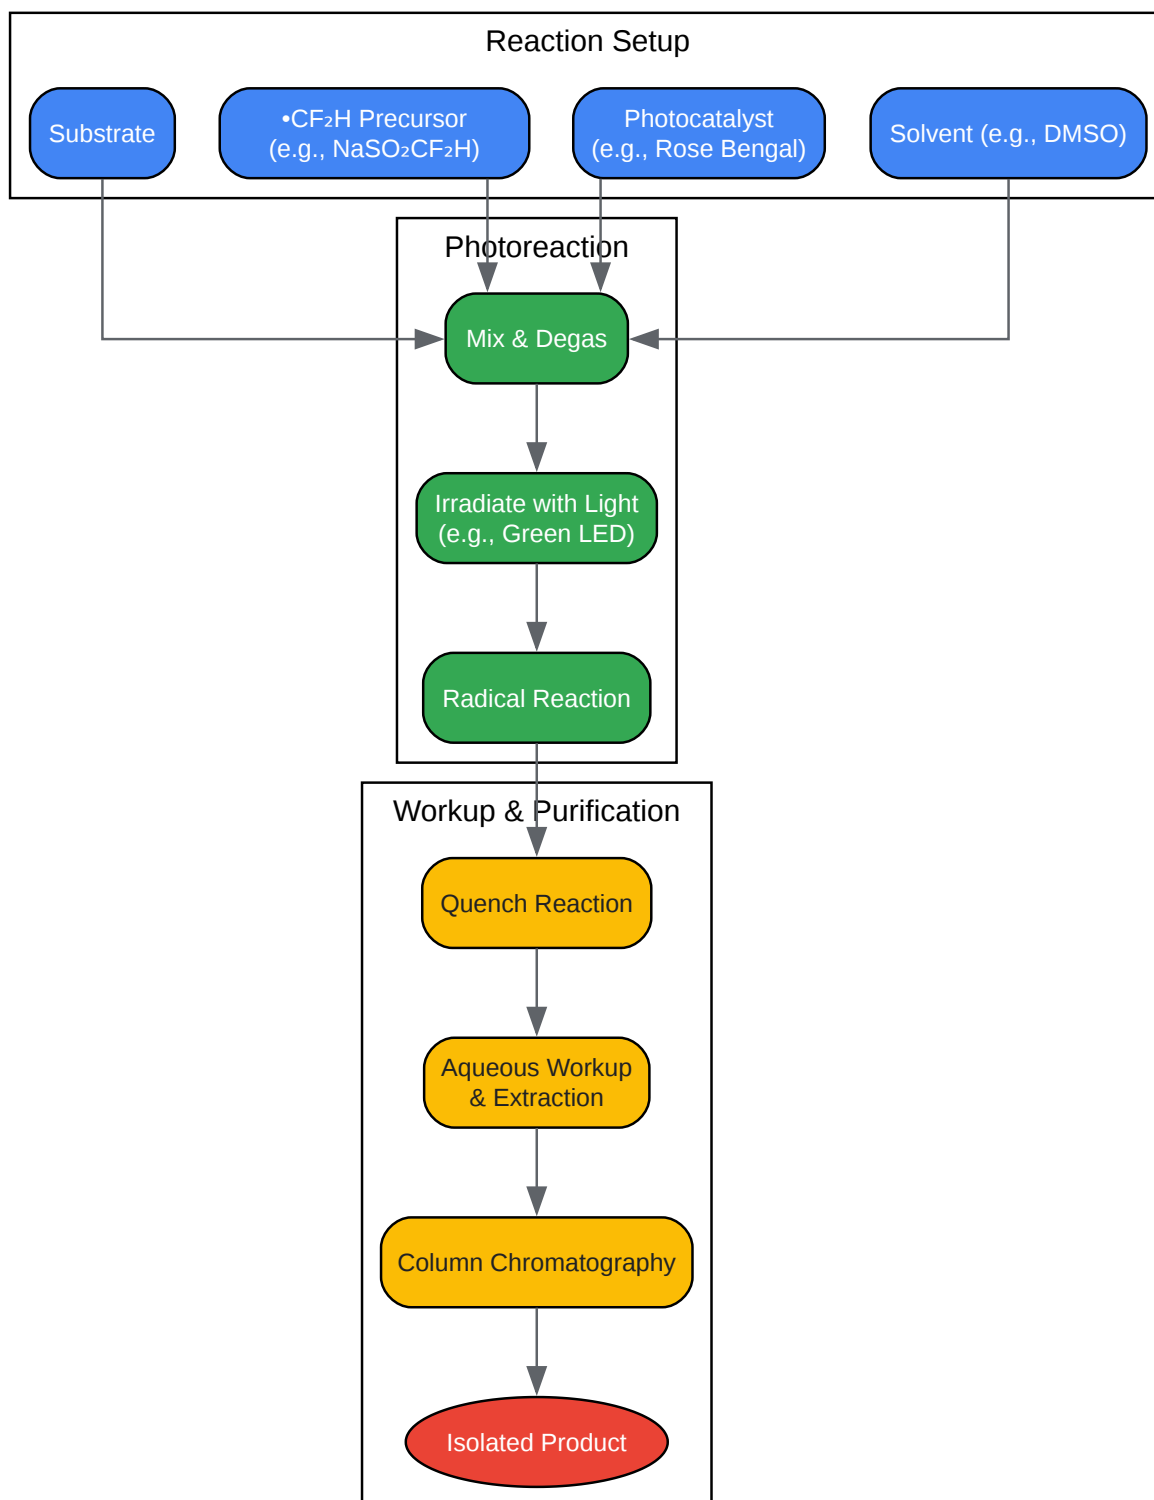 Reaction Setup
Substrate
•CF₂H Precursor
(e.g., NaSO₂CF₂H)
Photocatalyst
(e.g., Rose Bengal)
Solvent (e.g., DMSO)
Photoreaction
Mix & Degas
Irradiate with Light
(e.g., Green LED)
Radical Reaction
Workup & Purification
Quench Reaction
Aqueous Workup
& Extraction
Column Chromatography
Isolated Product